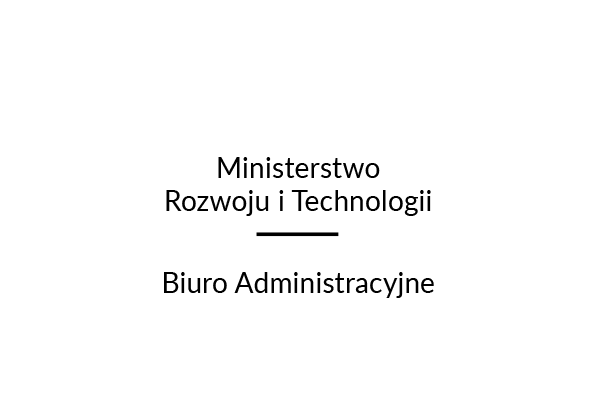 Ministerstwo
Rozwoju i Technologii
Biuro Administracyjne